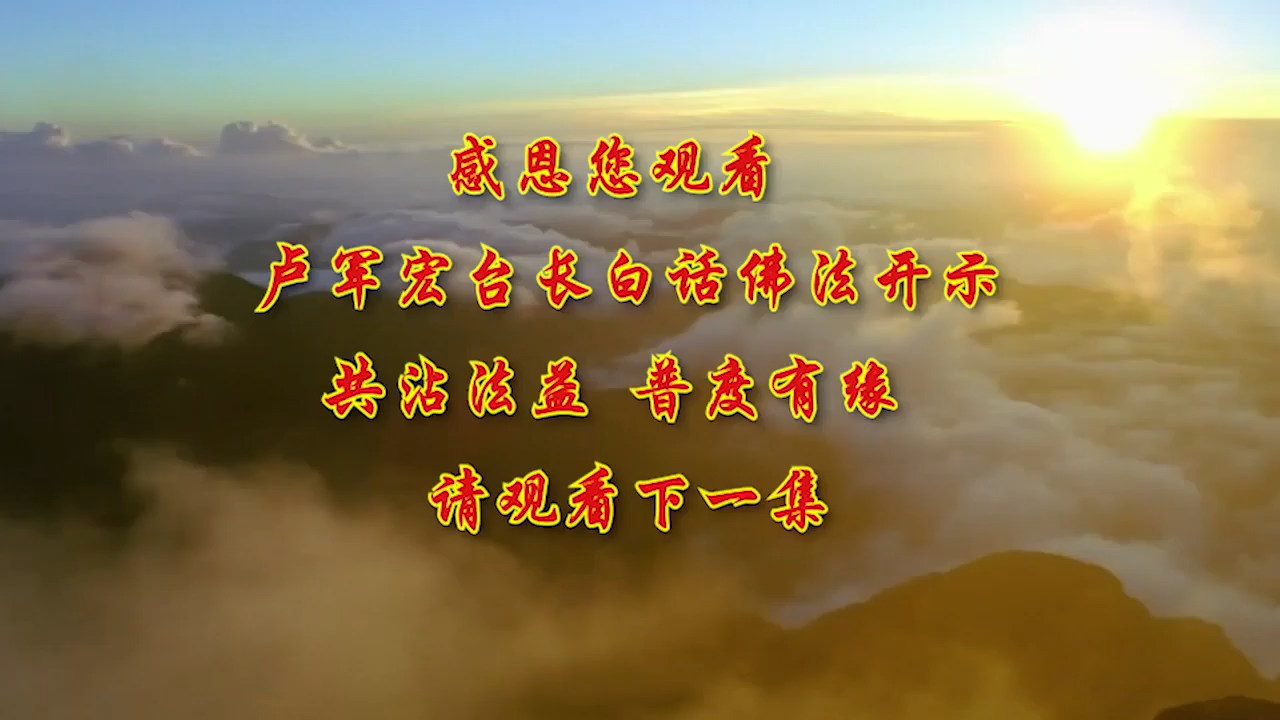 感恩您观看
卢军宏台长白话佛法开示
共沾法益 普度有缘
请观看下一集